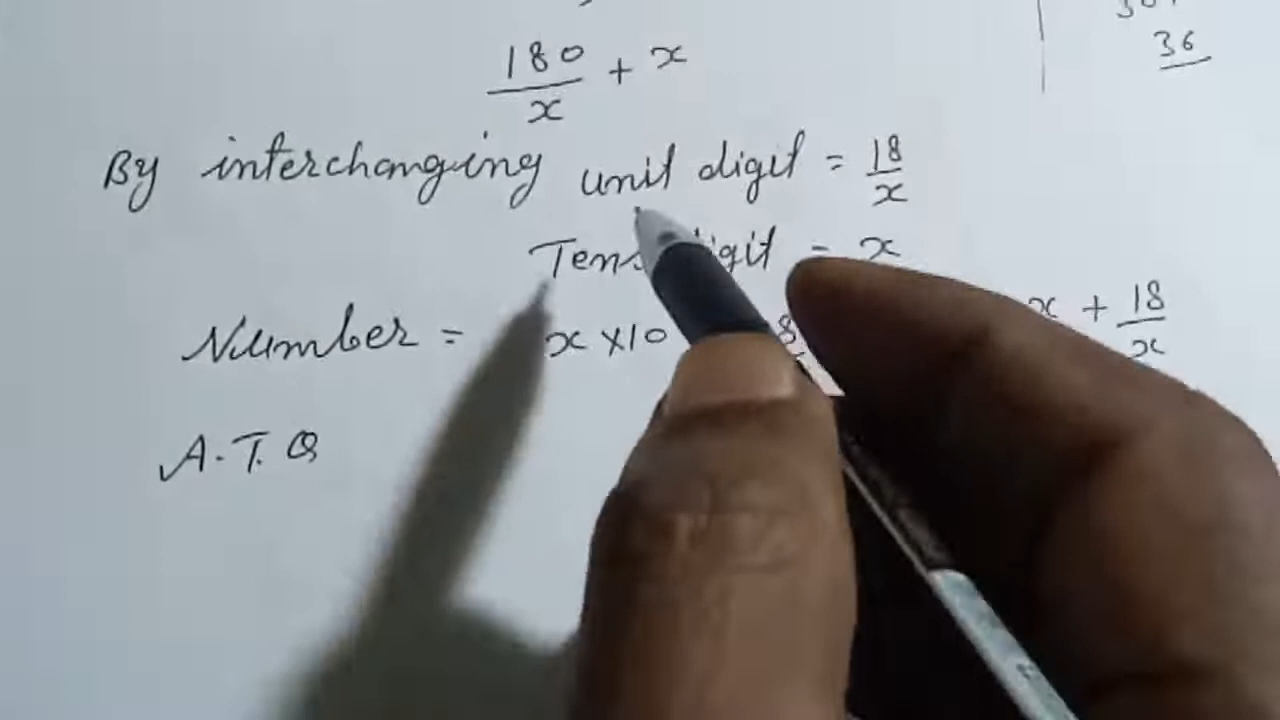 36
180/x + x
By interchanging unit digit = 18/x
Tens digit = x
Number = x×10 x + 18/x
A.T.Q